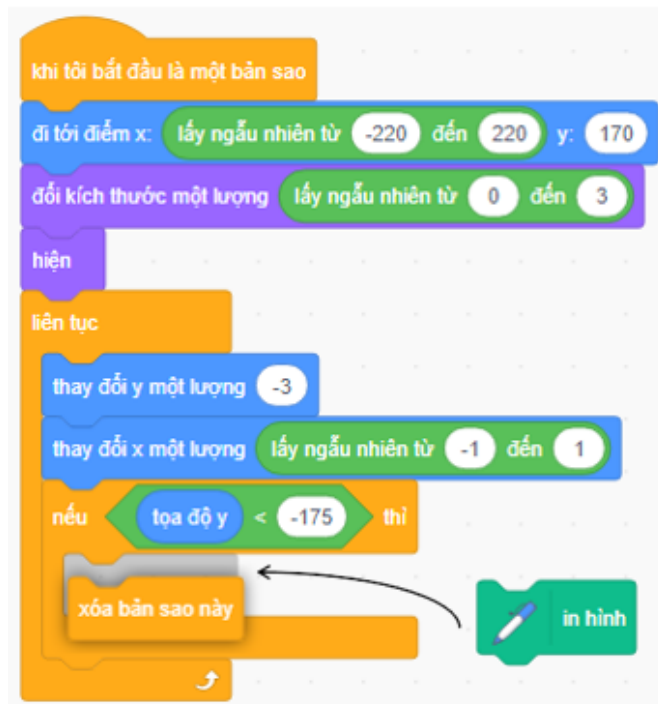 khi tôi bắt đầu là một bản sao
đi tới điểm x: lấy ngẫu nhiên từ -220 đến 220 y: 170
đổi kích thước một lượng lấy ngẫu nhiên từ 0 đến 3
hiện
liên tục
thay đổi y một lượng -3
thay đổi x một lượng lấy ngẫu nhiên từ -1 đến 1
nếu tọa độ y < -175 thì
xóa bản sao này
in hình